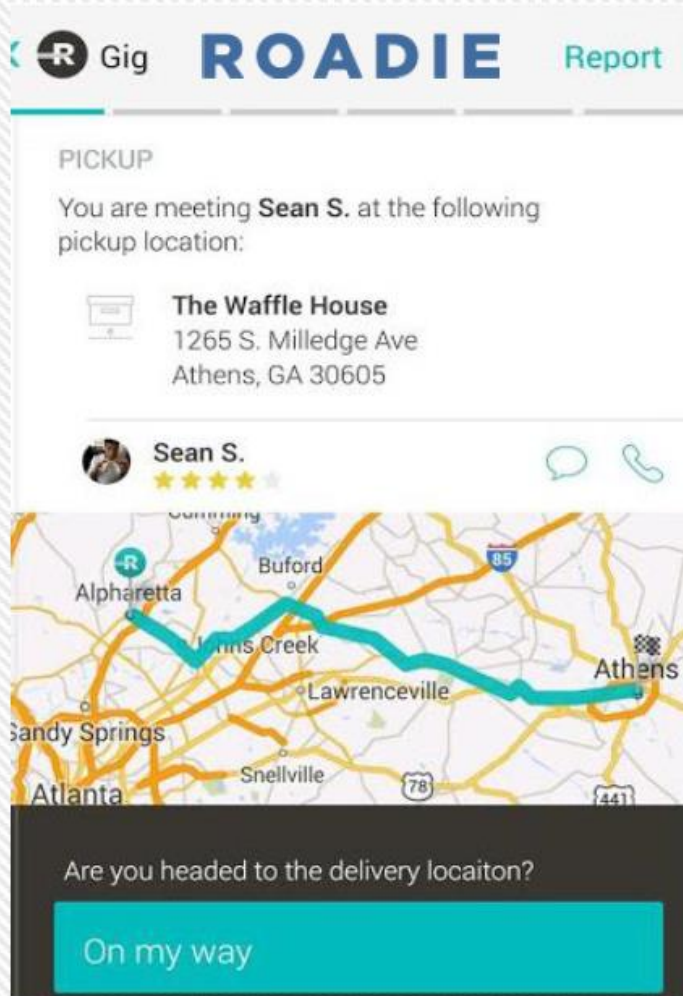 R Gig ROADIE Report
PICKUP
You are meeting Sean S. at the following
pickup location:
The Waffle House
1265 S. Milledge Ave
Athens, GA 30605
Sean S.
Cumming
R
Buford
85
Alpharetta
Johns Creek
Athens
Lawrenceville
Sandy Springs
Snellville
78
Atlanta
441
Are you headed to the delivery locaiton?
On my way